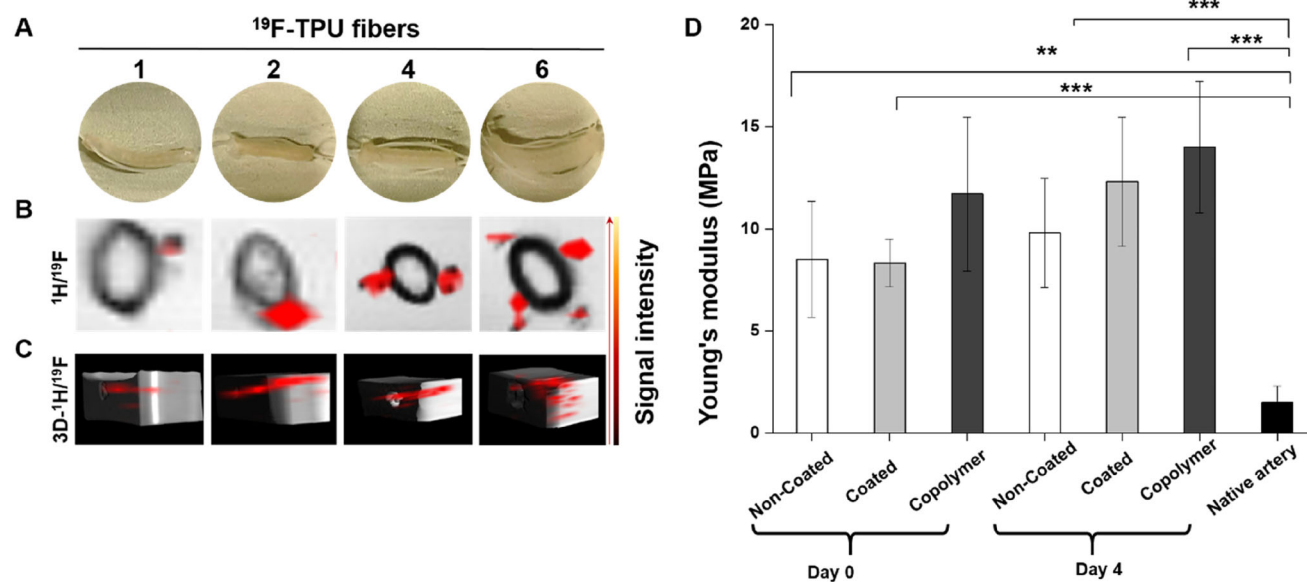 A
¹⁹F-TPU fibers
1 2 4 6
B
¹H/¹⁹F
C
3D-¹H/¹⁹F
Signal intensity
D
Young's modulus (MPa)
20
15
10
5
0
***
***
**
***
Non-Coated
Coated
Copolymer
Non-Coated
Coated
Copolymer
Native artery
Day 0
Day 4